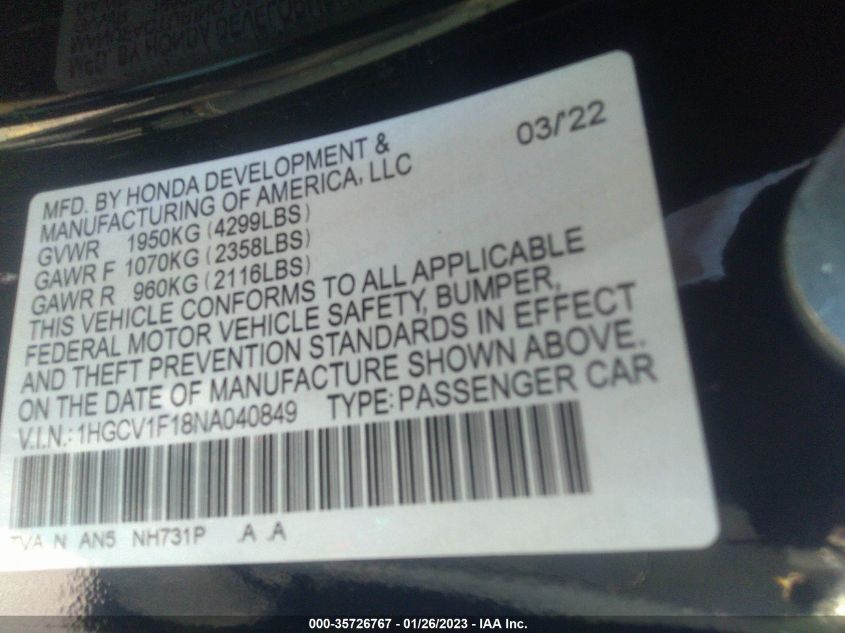 03/'22
MFD. BY HONDA DEVELOPMENT &
MANUFACTURING OF AMERICA, LLC
GVWR 1950KG (4299LBS)
GAWR F 1070KG (2358LBS)
GAWR R 960KG (2116LBS)
THIS VEHICLE CONFORMS TO ALL APPLICABLE
FEDERAL MOTOR VEHICLE SAFETY, BUMPER,
AND THEFT PREVENTION STANDARDS IN EFFECT
ON THE DATE OF MANUFACTURE SHOWN ABOVE.
V.I.N.: 1HGCV1F18NA040849 TYPE: PASSENGER CAR
TVA N AN5 NH731P .A .A
000-35726767 / 01/26/2023 - IAA Inc.